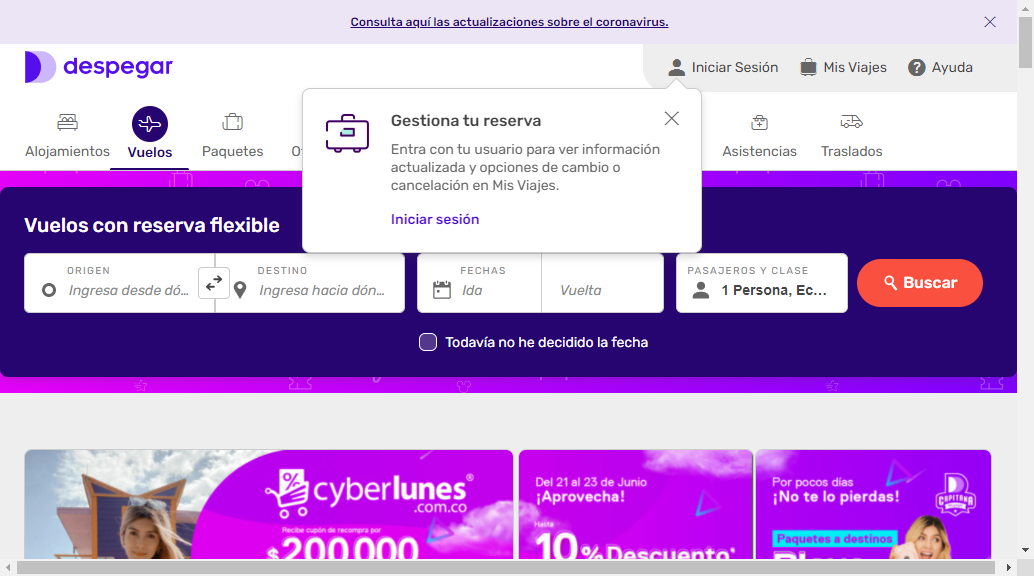 Consulta aquí las actualizaciones sobre el coronavirus.
despegar
Iniciar Sesión
Mis Viajes
? Ayuda
Alojamientos
Vuelos
Paquetes
Asistencias
Traslados
Gestiona tu reserva
Entra con tu usuario para ver información
actualizada y opciones de cambio o
cancelación en Mis Viajes.
Iniciar sesión
Vuelos con reserva flexible
ORIGEN
Ingresa desde dó...
DESTINO
Ingresa hacia dón...
FECHAS
Ida
Vuelta
PASAJEROS Y CLASE
1 Persona, Ec...
Buscar
Todavía no he decidido la fecha
cyberlunes®
.com.co
Recibe cupón de recompra por
$200.000
Del 21 al 23 de Junio
¡Aprovecha!
Hasta
10% Descuento*
Por pocos días
¡No te lo pierdas!
CAPITANA
Paquetes a destinos